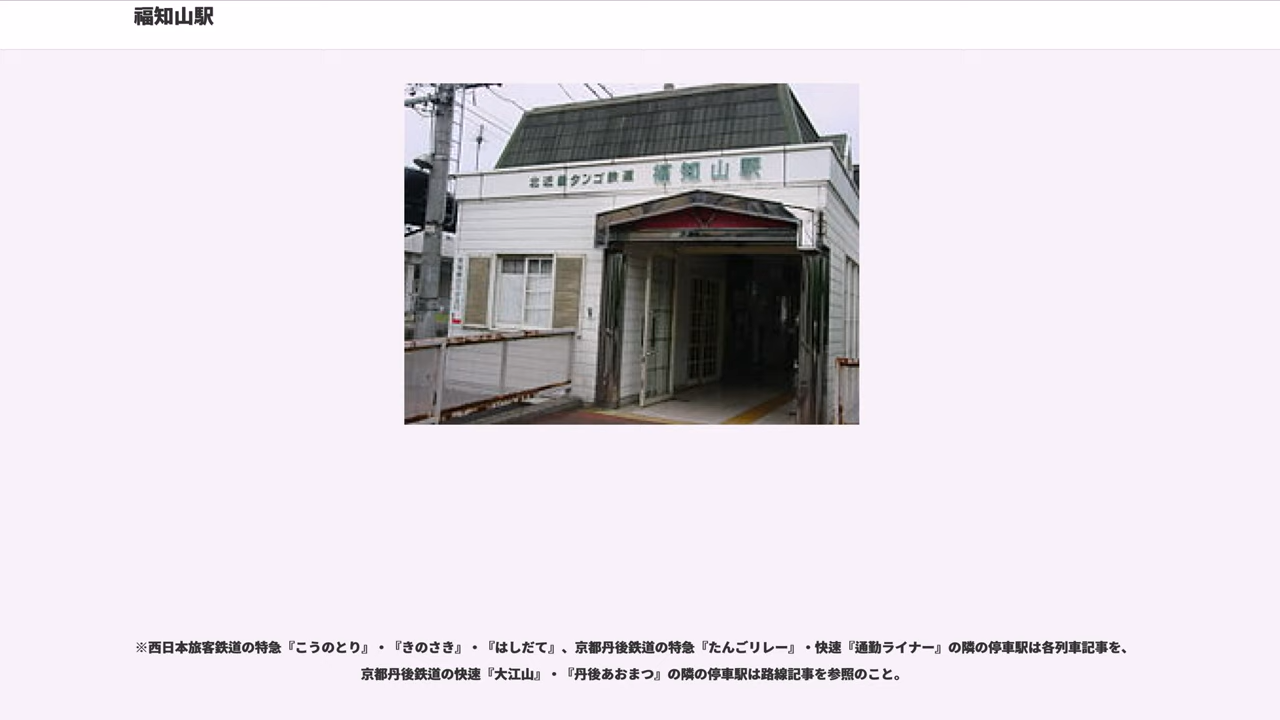 福知山駅
北近畿タンゴ鉄道 福知山駅
※西日本旅客鉄道の特急『こうのとり』・『きのさき』・『はしだて』、京都丹後鉄道の特急『たんごリレー』・快速『通勤ライナー』の隣の停車駅は各列車記事を、
京都丹後鉄道の快速『大江山』・『丹後あおまつ』の隣の停車駅は路線記事を参照のこと。